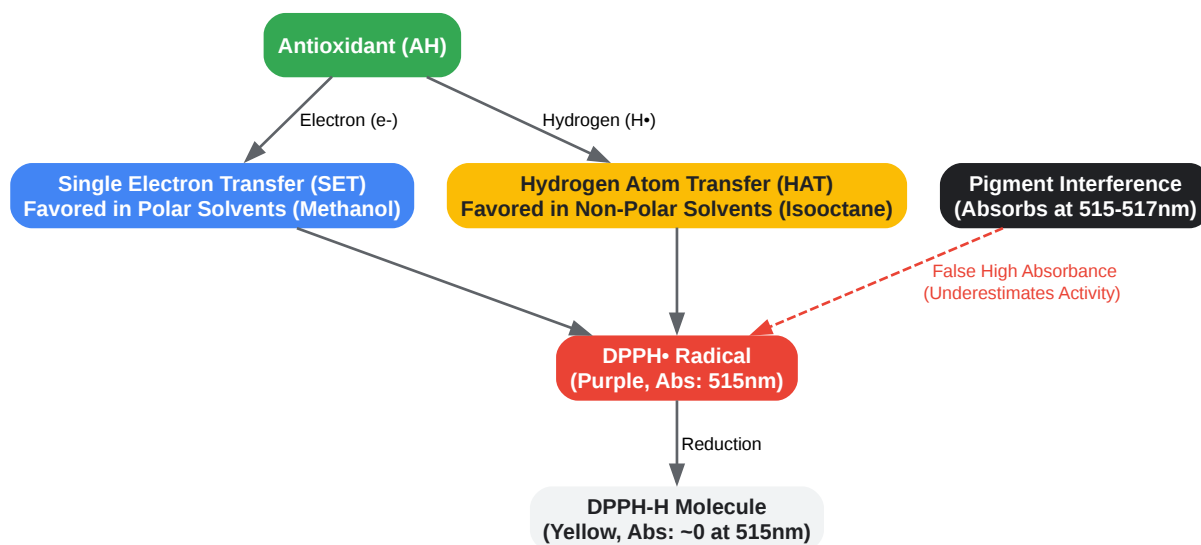 Antioxidant (AH)
Electron (e-)
Hydrogen (H•)
Single Electron Transfer (SET)
Favored in Polar Solvents (Methanol)
Hydrogen Atom Transfer (HAT)
Favored in Non-Polar Solvents (Isooctane)
Pigment Interference
(Absorbs at 515-517nm)
False High Absorbance
(Underestimates Activity)
DPPH• Radical
(Purple, Abs: 515nm)
Reduction
DPPH-H Molecule
(Yellow, Abs: ~0 at 515nm)